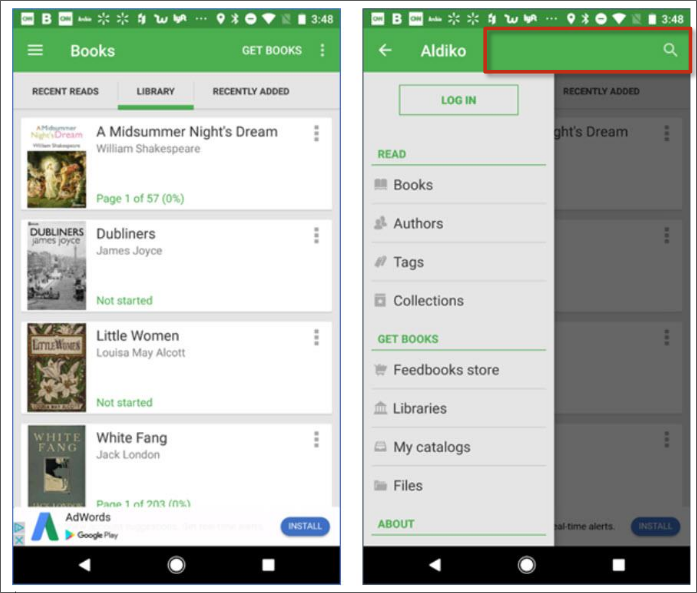 3:48
Books
GET BOOKS
RECENT READS
LIBRARY
RECENTLY ADDED
A Midsummer
Night's Dream
William Shakespeare
A Midsummer Night's Dream
William Shakespeare
Page 1 of 57 (0%)
DUBLINERS
james joyce
Dubliners
James Joyce
Not started
LITTLE WOMEN
Little Women
Louisa May Alcott
Not started
WHITE
FANG
JACK LONDON
White Fang
Jack London
Page 1 of 203 (0%)
AdWords
Google Play
INSTALL
3:48
Aldiko
RECENTLY ADDED
LOG IN
ght's Dream
READ
Books
Authors
Tags
Collections
GET BOOKS
Feedbooks store
Libraries
My catalogs
Files
ABOUT
eal-time alerts.
INSTALL